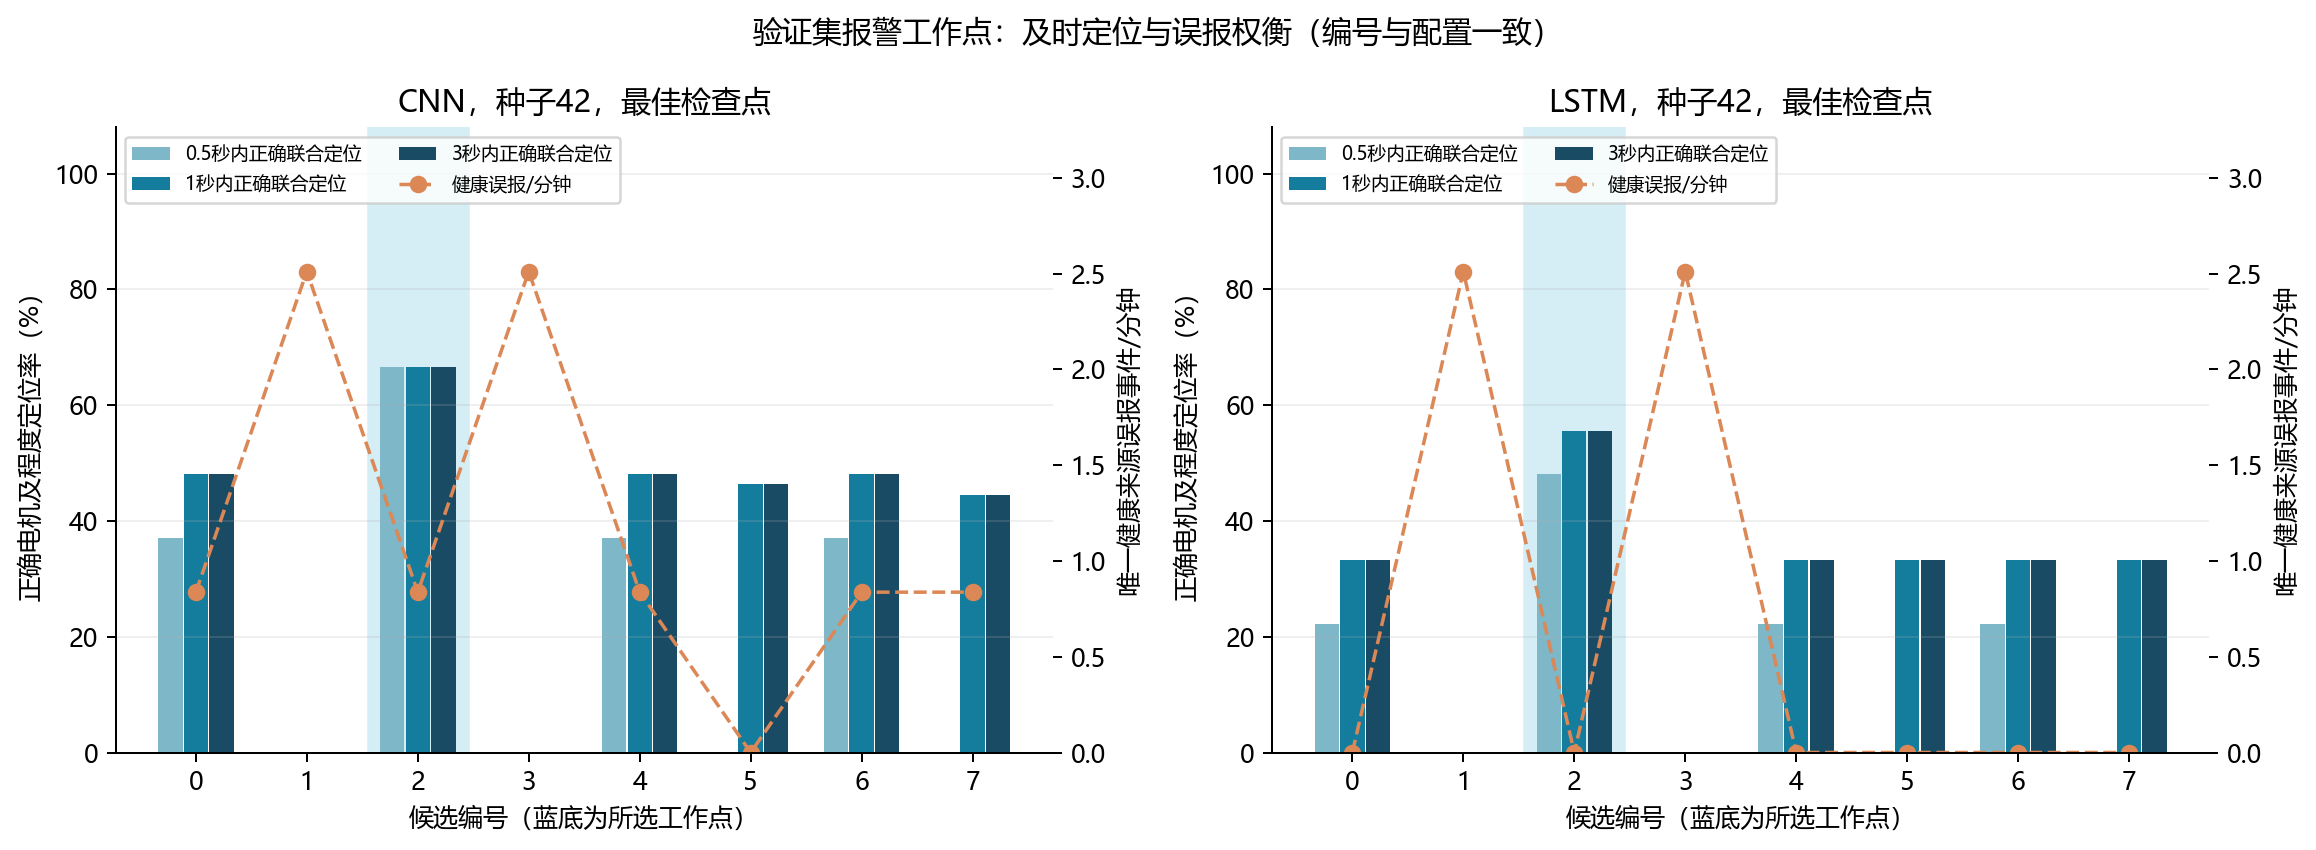 验证集报警工作点：及时定位与误报权衡（编号与配置一致）
CNN，种子42，最佳检查点
0.5秒内正确联合定位
1秒内正确联合定位
3秒内正确联合定位
健康误报/分钟
正确电机及程度定位率（%）
100
80
60
40
20
0
3.0
2.5
2.0
1.5
1.0
0.5
0.0
唯一健康来源误报事件/分钟
0 1 2 3 4 5 6 7
候选编号（蓝底为所选工作点）
LSTM，种子42，最佳检查点
0.5秒内正确联合定位
1秒内正确联合定位
3秒内正确联合定位
健康误报/分钟
正确电机及程度定位率（%）
100
80
60
40
20
0
3.0
2.5
2.0
1.5
1.0
0.5
0.0
唯一健康来源误报事件/分钟
0 1 2 3 4 5 6 7
候选编号（蓝底为所选工作点）